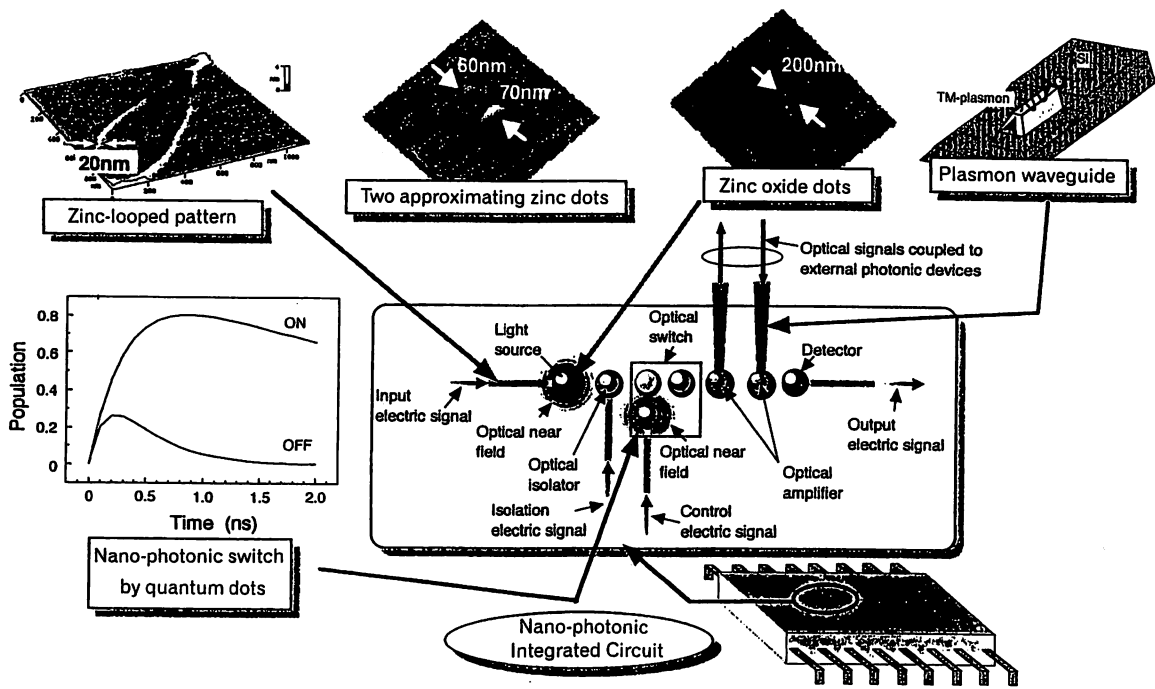 60nm
70nm
200nm
Si
TM-plasmon
20nm
Zinc-looped pattern
Two approximating zinc dots
Zinc oxide dots
Plasmon waveguide
Optical signals coupled to
external photonic devices
0.8
0.6
0.4
0.2
0
Population
ON
OFF
0
0.5
1.0
1.5
2.0
Time (ns)
Light
source
Optical
switch
Detector
Input
electric signal
Optical near
field
Optical
isolator
Optical near
field
Output
electric signal
Optical
amplifier
Isolation
electric signal
Control
electric signal
Nano-photonic switch
by quantum dots
Nano-photonic
Integrated Circuit